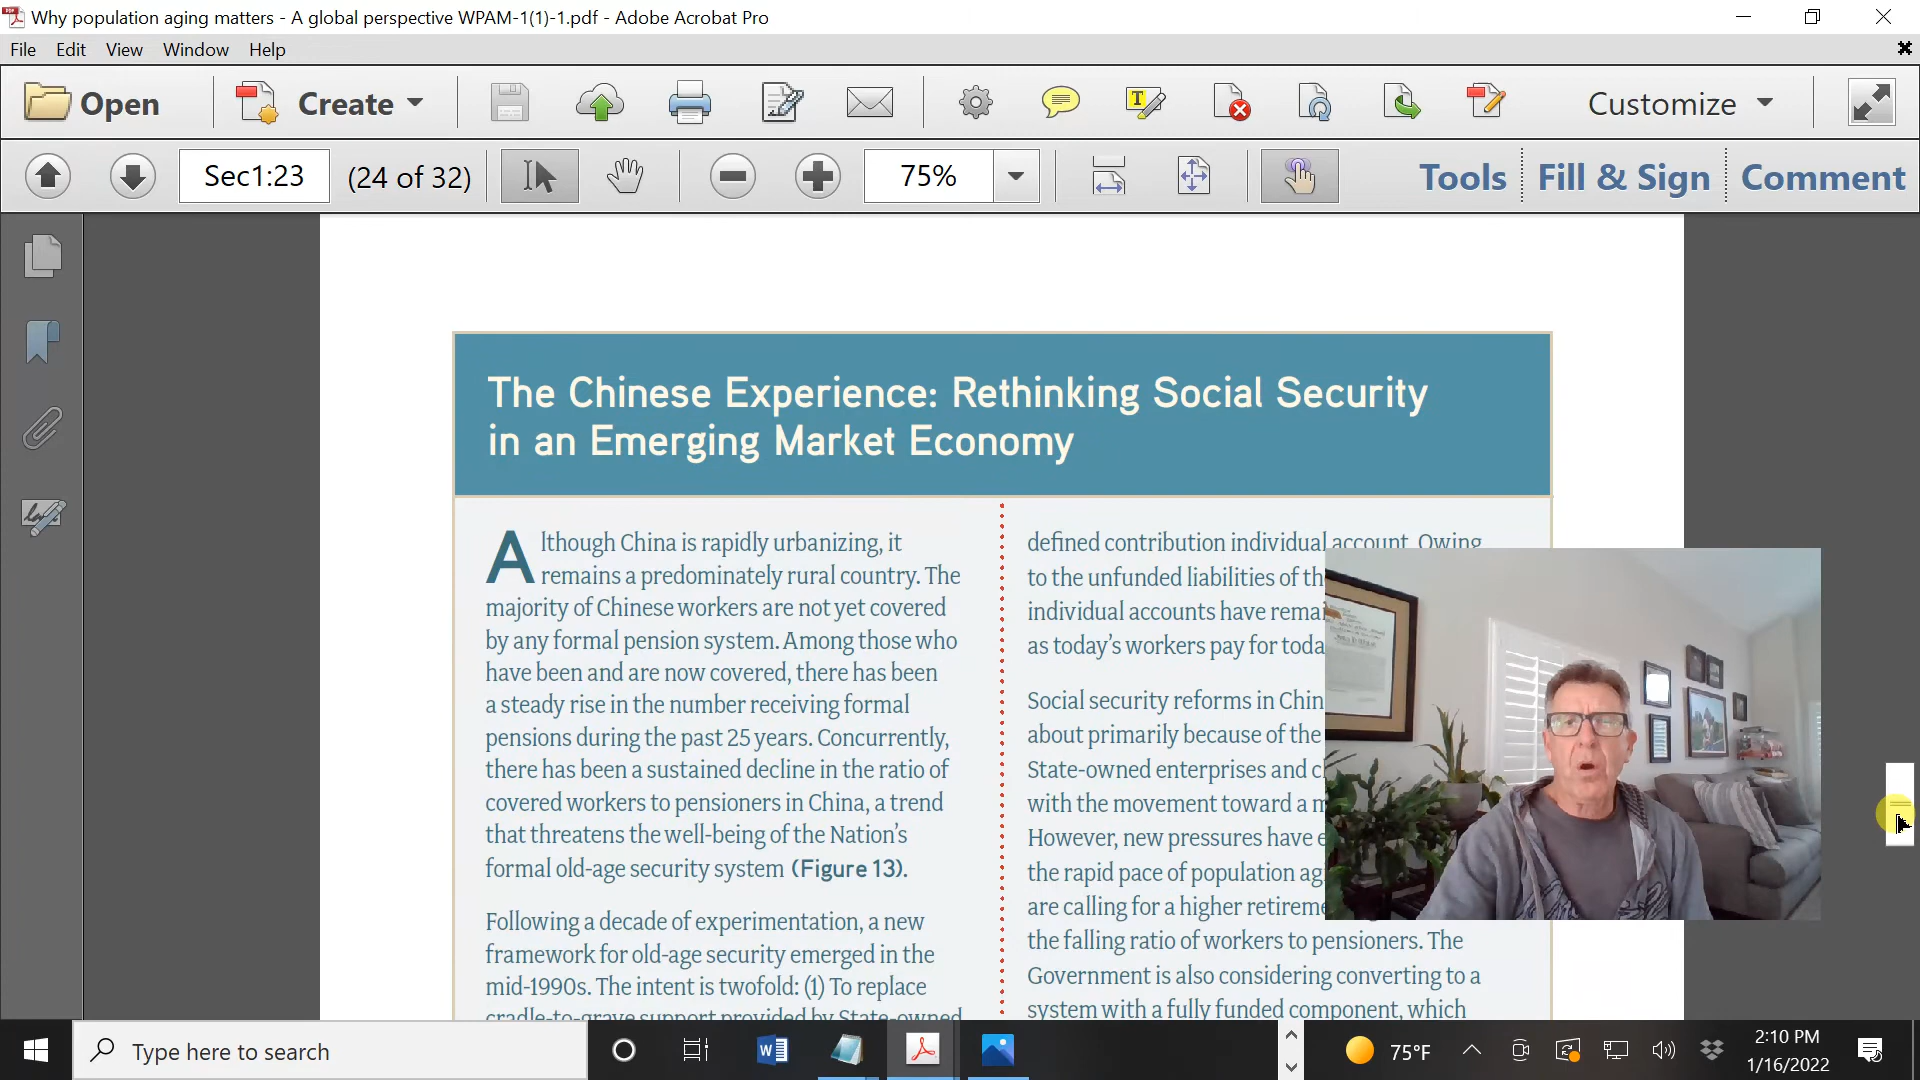 Why population aging matters - A global perspective WPAM-1(1)-1.pdf - Adobe Acrobat Pro
File Edit View Window Help
Open Create Customize
Sec1:23 (24 of 32) 75% Tools Fill & Sign Comment
The Chinese Experience: Rethinking Social Security
in an Emerging Market Economy
Although China is rapidly urbanizing, it
remains a predominately rural country. The
majority of Chinese workers are not yet covered
by any formal pension system. Among those who
have been and are now covered, there has been
a steady rise in the number receiving formal
pensions during the past 25 years. Concurrently,
there has been a sustained decline in the ratio of
covered workers to pensioners in China, a trend
that threatens the well-being of the Nation's
formal old-age security system (Figure 13).
Following a decade of experimentation, a new
framework for old-age security emerged in the
mid-1990s. The intent is twofold: (1) To replace
cradle-to-grave support provided by State-owned
defined contribution individual account. Owing
to the unfunded liabilities of th
individual accounts have remai
as today's workers pay for toda
Social security reforms in Chin
about primarily because of the
State-owned enterprises and c
with the movement toward a m
However, new pressures have e
the rapid pace of population ag
are calling for a higher retireme
the falling ratio of workers to pensioners. The
Government is also considering converting to a
system with a fully funded component, which
Type here to search
75°F
2:10 PM
1/16/2022